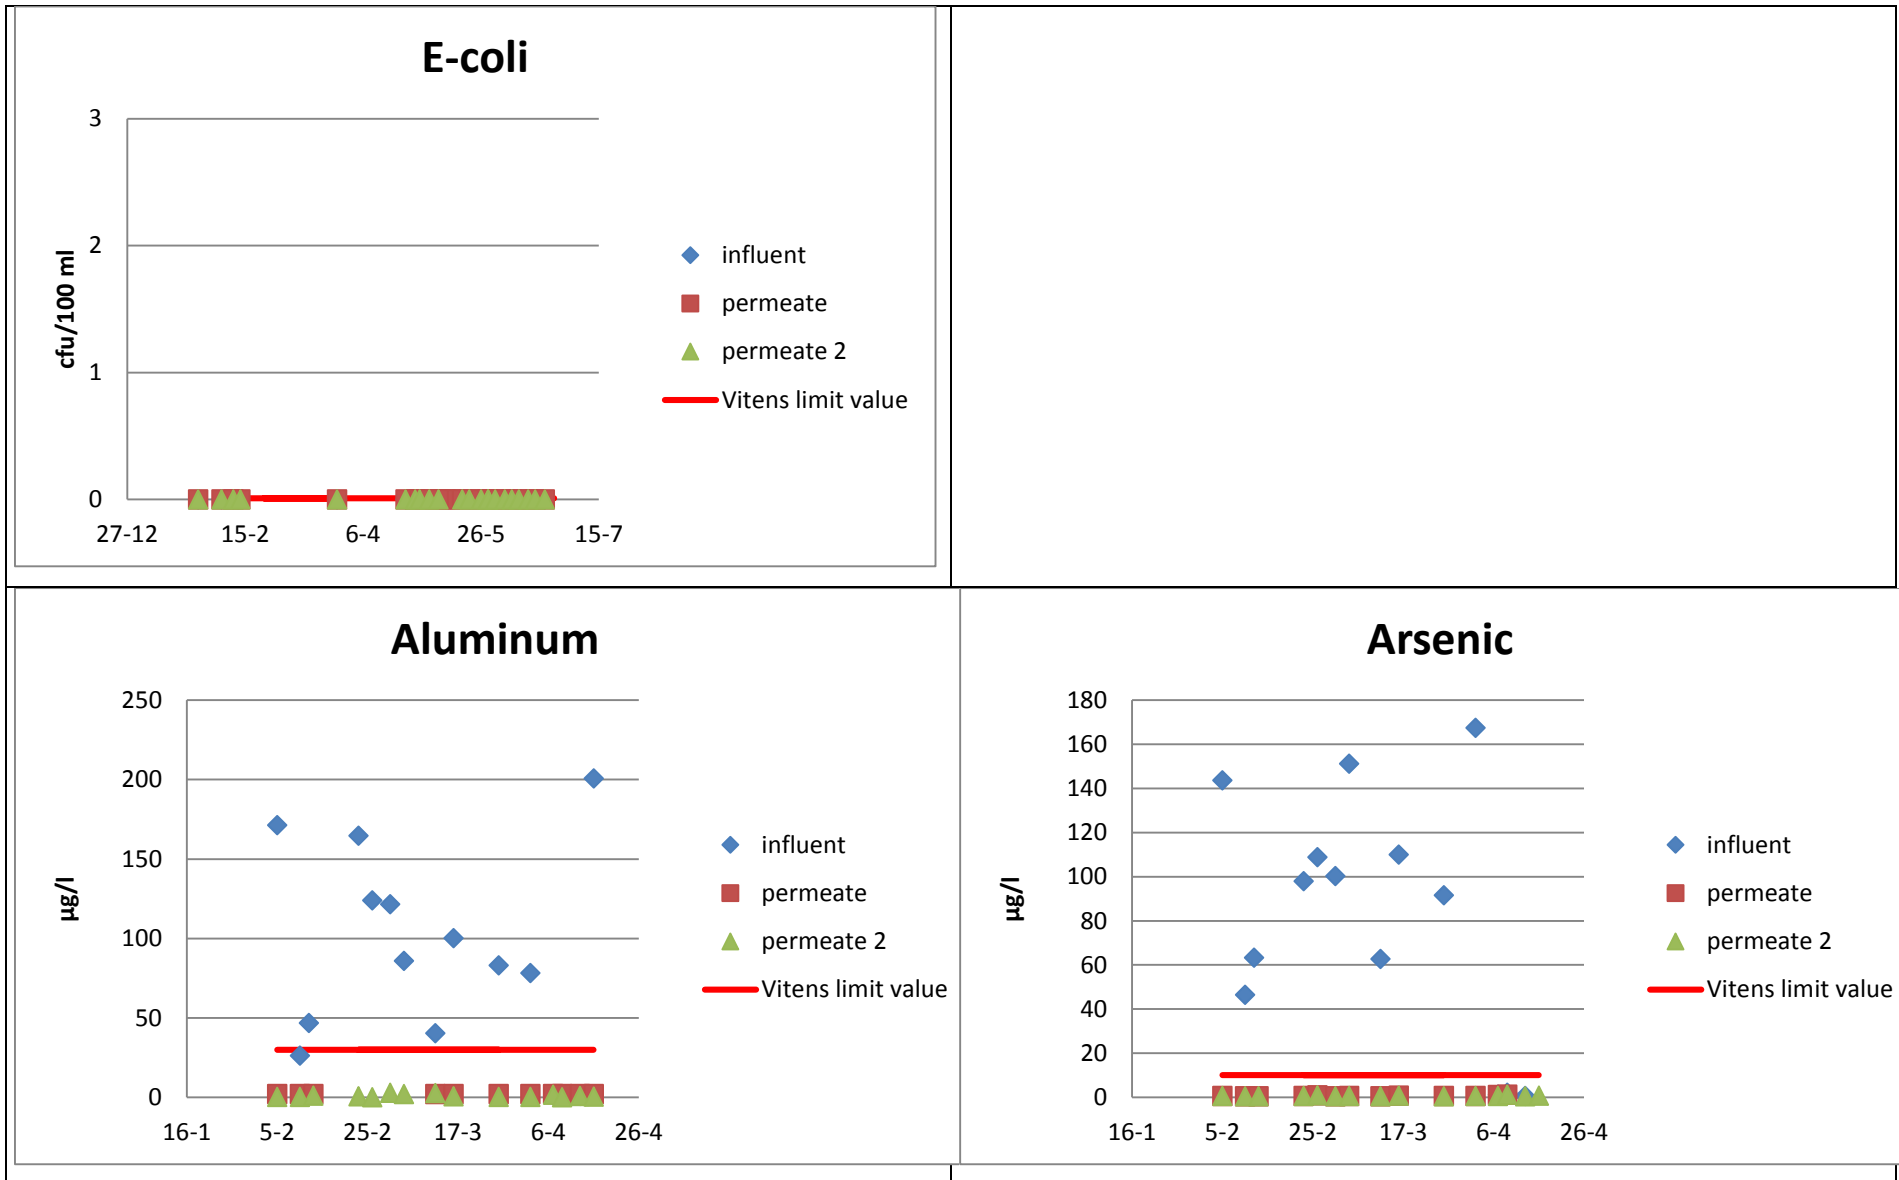 E-coli
3
2
1
0
cfu/100 ml
27-12 15-2 6-4 26-5 15-7
influent
permeate
permeate 2
Vitens limit value
Aluminum
250
200
150
100
50
0
µg/l
16-1 5-2 25-2 17-3 6-4 26-4
influent
permeate
permeate 2
Vitens limit value
Arsenic
180
160
140
120
100
80
60
40
20
0
µg/l
16-1 5-2 25-2 17-3 6-4 26-4
influent
permeate
permeate 2
Vitens limit value